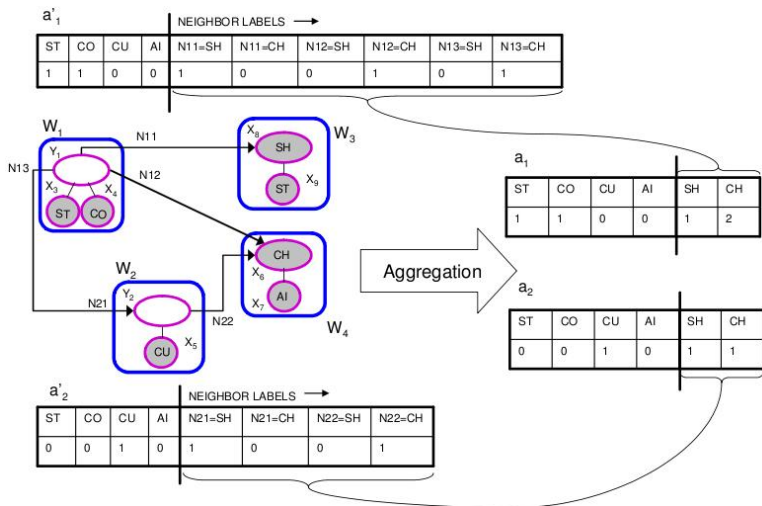 a'1 NEIGHBOR LABELS
ST CO CU AI N11=SH N11=CH N12=SH N12=CH N13=SH N13=CH
1 1 0 0 1 0 0 1 0 1
W1
Y1
X3
X4
ST
CO
N13
N11
N12
W3
X8
SH
ST
X9
CH
X6
AI
X7
W4
W2
Y2
CU
X5
N21
N22
Aggregation
a1
ST CO CU AI SH CH
1 1 0 0 1 2
a2
ST CO CU AI SH CH
0 0 1 0 1 1
a'2 NEIGHBOR LABELS
ST CO CU AI N21=SH N21=CH N22=SH N22=CH
0 0 1 0 1 0 0 1